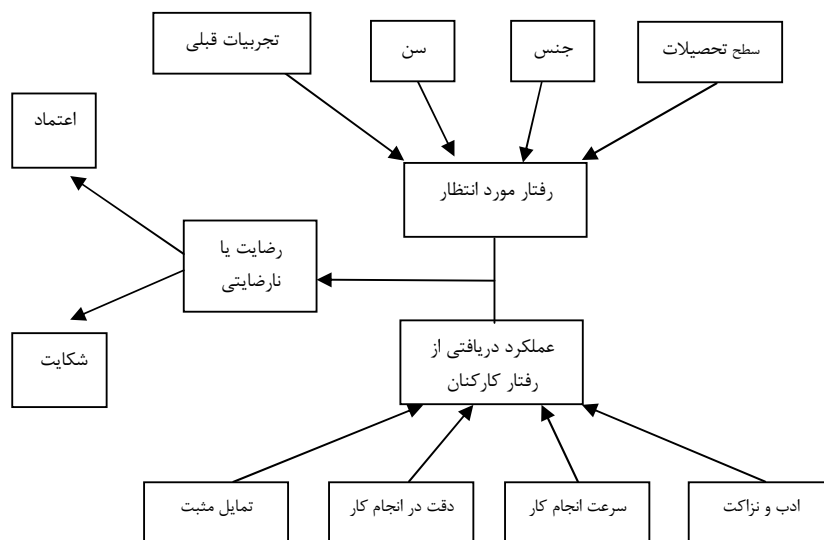 سطح تحصیلات
جنس
سن
تجربیات قبلی
اعتماد
رفتار مورد انتظار
رضایت یا
نارضایتی
شکایت
عملکرد دریافتی از
رفتار کارکنان
ادب و نزاکت
سرعت انجام کار
دقت در انجام کار
تمایل مثبت